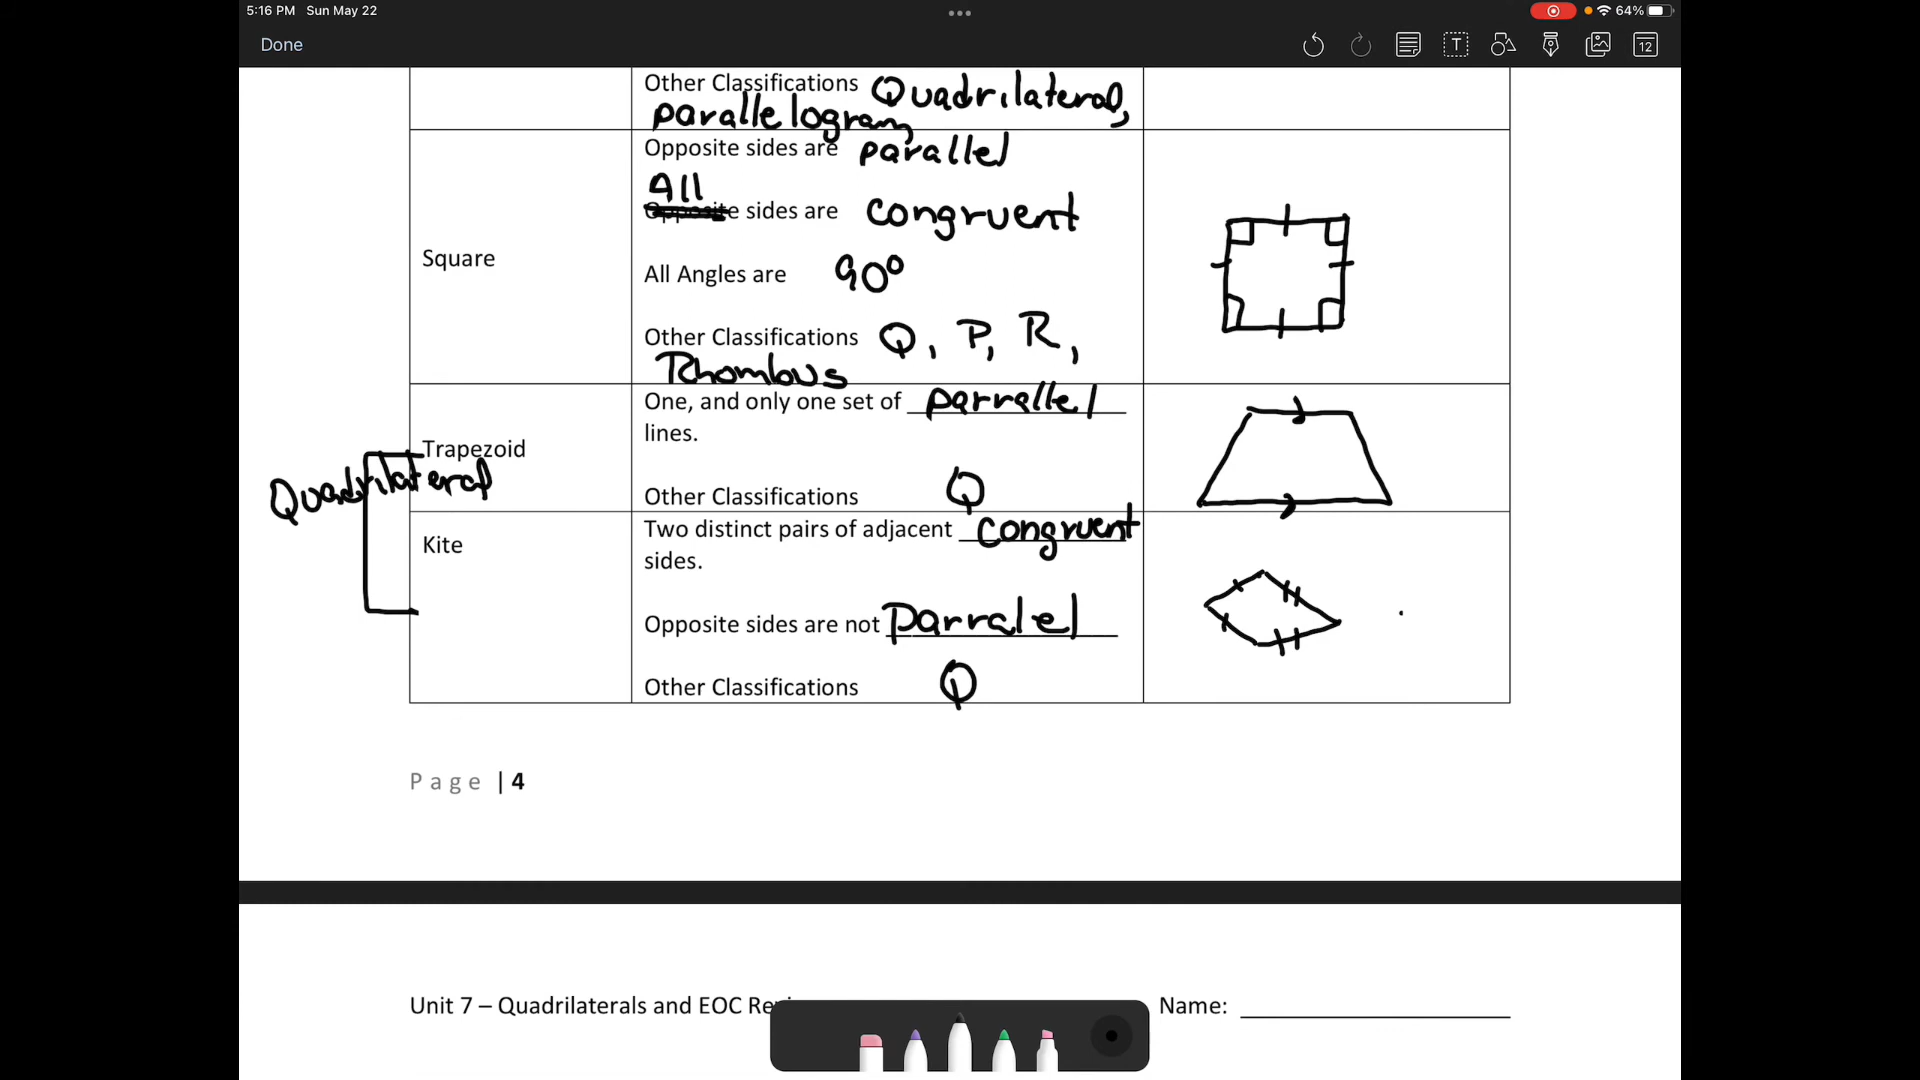 5:16 PM Sun May 22
64%
Done
T
12
Other Classifications Quadrilateral,
parallelogram
Square
Opposite sides are parallel
All
Opposite sides are congruent
All Angles are 90°
Other Classifications Q, P, R,
Rhombus
Trapezoid
One, and only one set of parrallel
lines.
Quadrilateral
Other Classifications Q
Kite
Two distinct pairs of adjacent congruent
sides.
Opposite sides are not parralel
Other Classifications Q
Page | 4
Unit 7 – Quadrilaterals and EOC
Name: